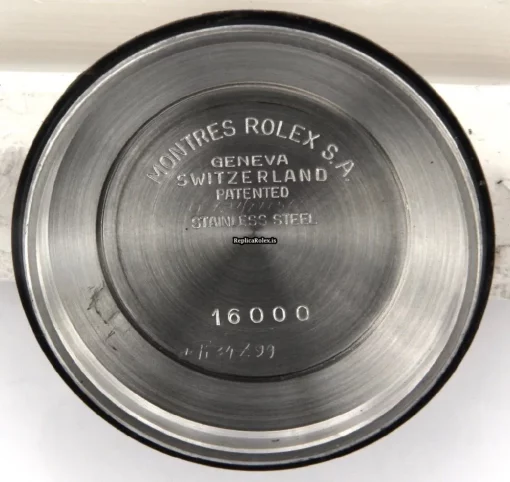 MONTRES ROLEX S.A.
GENEVA
SWITZERLAND
PATENTED
STAINLESS STEEL
ReplicaRolex.is
16000